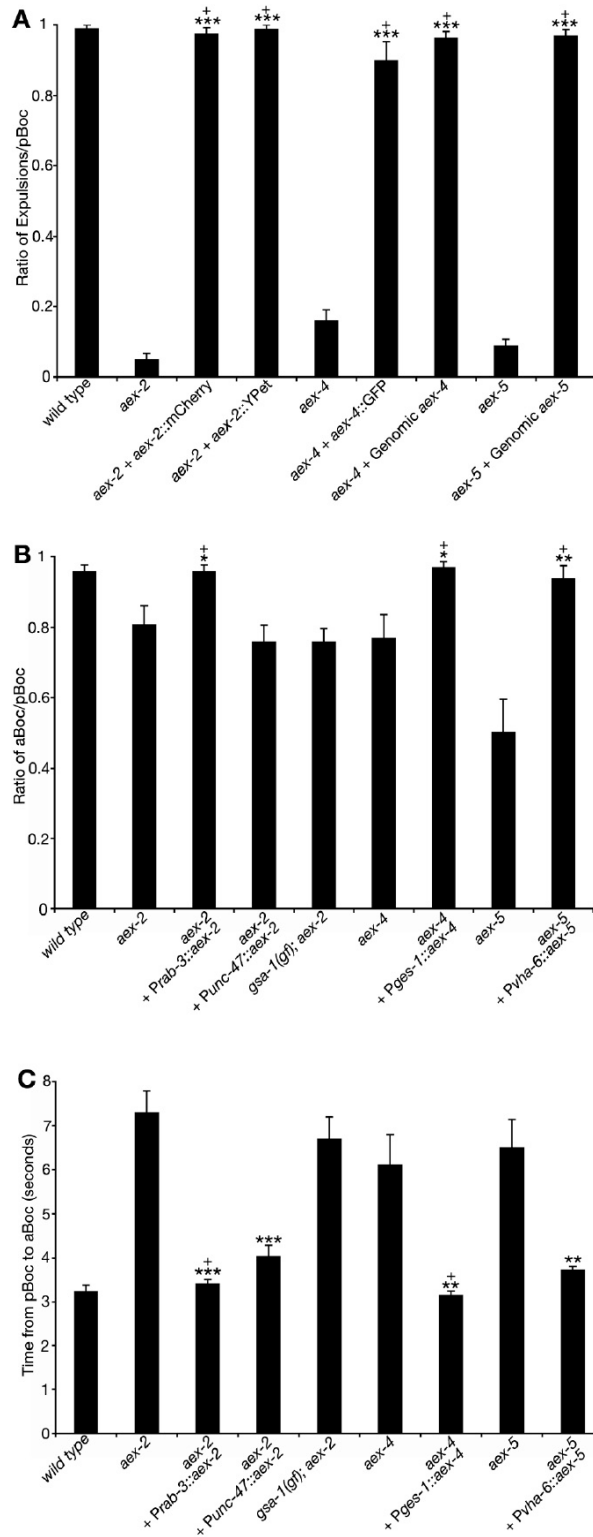 A
Ratio of Expulsions/pBoc
1
0.8
0.6
0.4
0.2
0
+
***
+
***
+
***
+
***
+
***
wild type
aex-2
aex-2 + aex-2::mCherry
aex-2 + aex-2::YPet
aex-4
aex-4 + aex-4::GFP
aex-4 + Genomic aex-4
aex-5
aex-5 + Genomic aex-5
B
Ratio of aBoc/pBoc
1
0.8
0.6
0.4
0.2
0
+
*
+
*
+
**
wild type
aex-2
aex-2
+ Prab-3::aex-2
aex-2
+ Punc-47::aex-2
gsa-1(gf); aex-2
aex-4
aex-4
+ Pges-1::aex-4
aex-5
aex-5
+ Pvha-6::aex-5
C
Time from pBoc to aBoc (seconds)
8
7
6
5
4
3
2
1
0
+
***
***
+
**
**
wild type
aex-2
aex-2
+ Prab-3::aex-2
aex-2
+ Punc-47::aex-2
gsa-1(gf); aex-2
aex-4
aex-4
+ Pges-1::aex-4
aex-5
aex-5
+ Pvha-6::aex-5